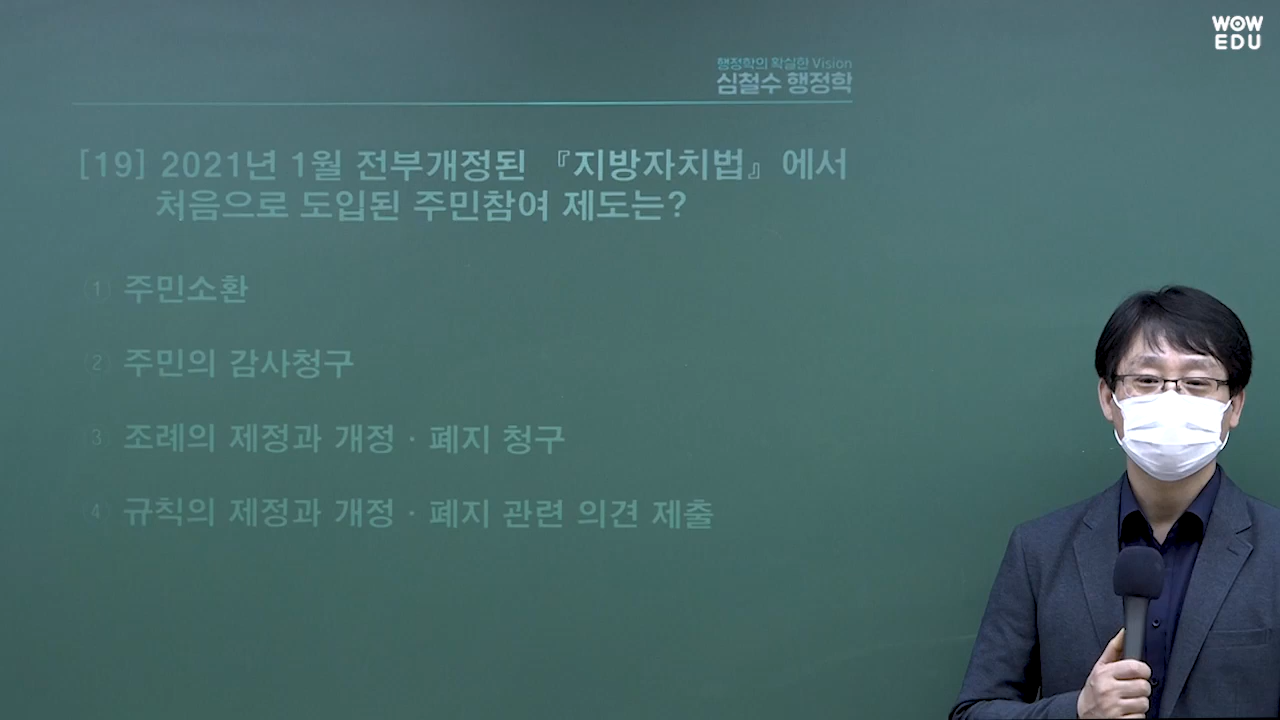 WOW
EDU
행정학의 확실한 Vision
심철수 행정학
[19] 2021년 1월 전부개정된 『지방자치법』에서
처음으로 도입된 주민참여 제도는?
① 주민소환
② 주민의 감사청구
③ 조례의 제정과 개정·폐지 청구
④ 규칙의 제정과 개정·폐지 관련 의견 제출